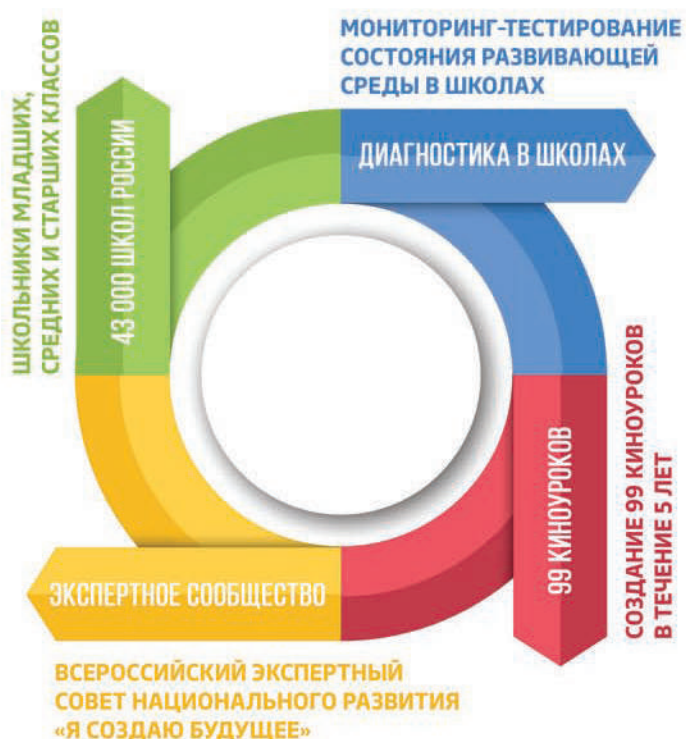 МОНИТОРИНГ-ТЕСТИРОВАНИЕ
СОСТОЯНИЯ РАЗВИВАЮЩЕЙ
СРЕДЫ В ШКОЛАХ
ДИАГНОСТИКА В ШКОЛАХ
ШКОЛЬНИКИ МЛАДШИХ,
СРЕДНИХ И СТАРШИХ КЛАССОВ
43 000 ШКОЛ РОССИИ
99 КИНОУРОКОВ
СОЗДАНИЕ 99 КИНОУРОКОВ
В ТЕЧЕНИЕ 5 ЛЕТ
ЭКСПЕРТНОЕ СООБЩЕСТВО
ВСЕРОССИЙСКИЙ ЭКСПЕРТНЫЙ
СОВЕТ НАЦИОНАЛЬНОГО РАЗВИТИЯ
«Я СОЗДАЮ БУДУЩЕЕ»